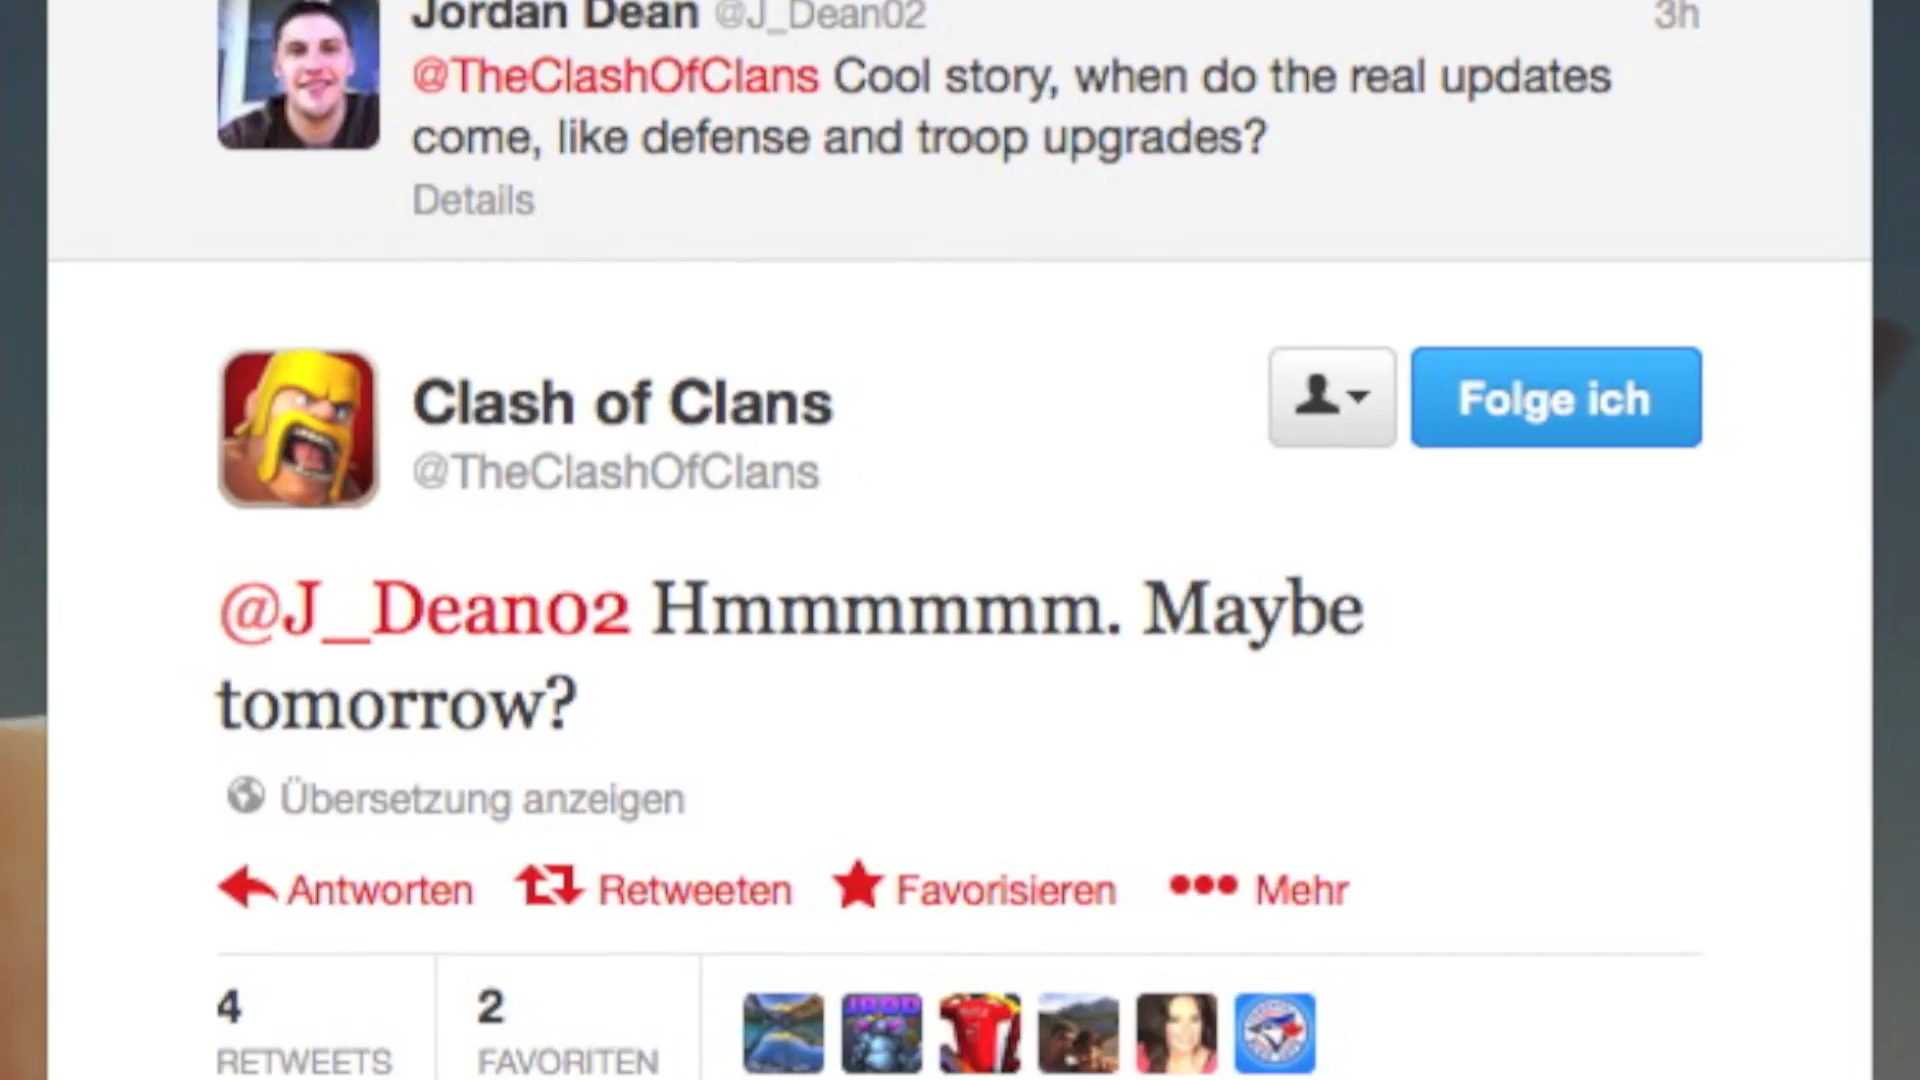 Jordan Dean @J_Dean02 3h
@TheClashOfClans Cool story, when do the real updates
come, like defense and troop upgrades?
Details
Clash of Clans
Folge ich
@TheClashOfClans
@J_Dean02 Hmmmmmm. Maybe
tomorrow?
Übersetzung anzeigen
Antworten Retweeten Favorisieren Mehr
4 2
RETWEETS FAVORITEN